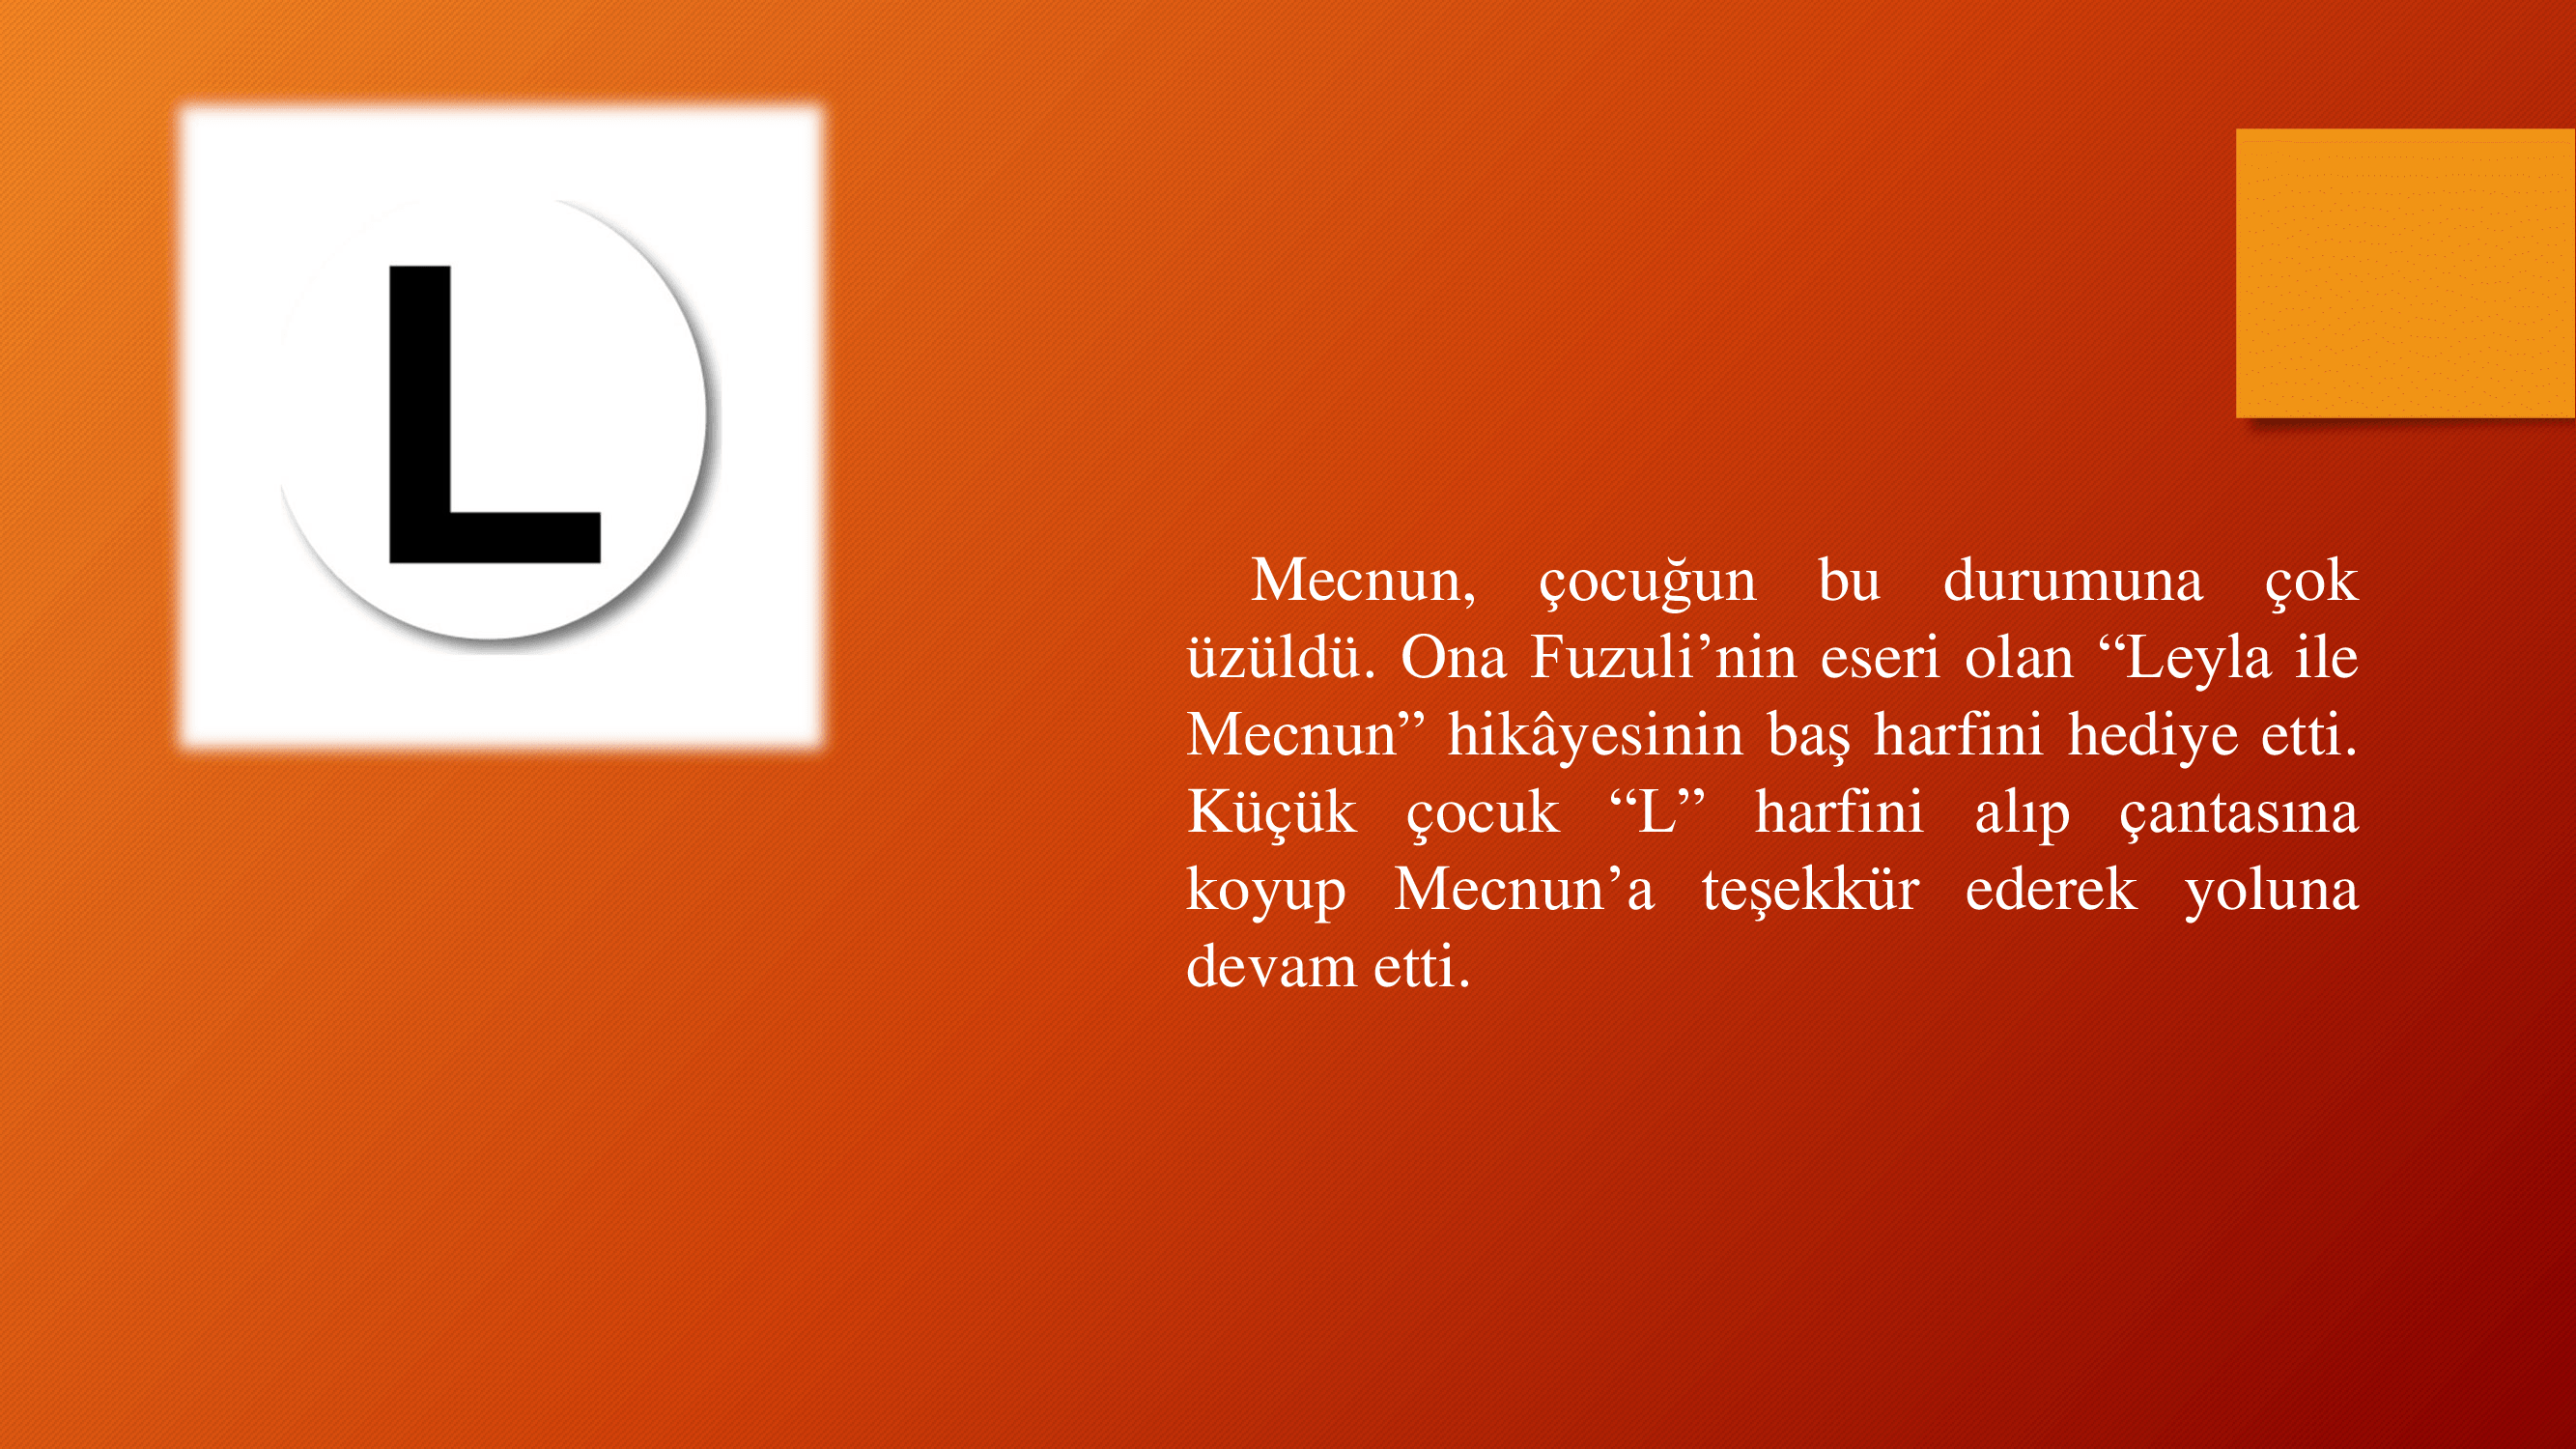 L
Mecnun, çocuğun bu durumuna çok
üzüldü. Ona Fuzuli’nin eseri olan “Leyla ile
Mecnun” hikâyesinin baş harfini hediye etti.
Küçük çocuk “L” harfini alıp çantasına
koyup Mecnun’a teşekkür ederek yoluna
devam etti.